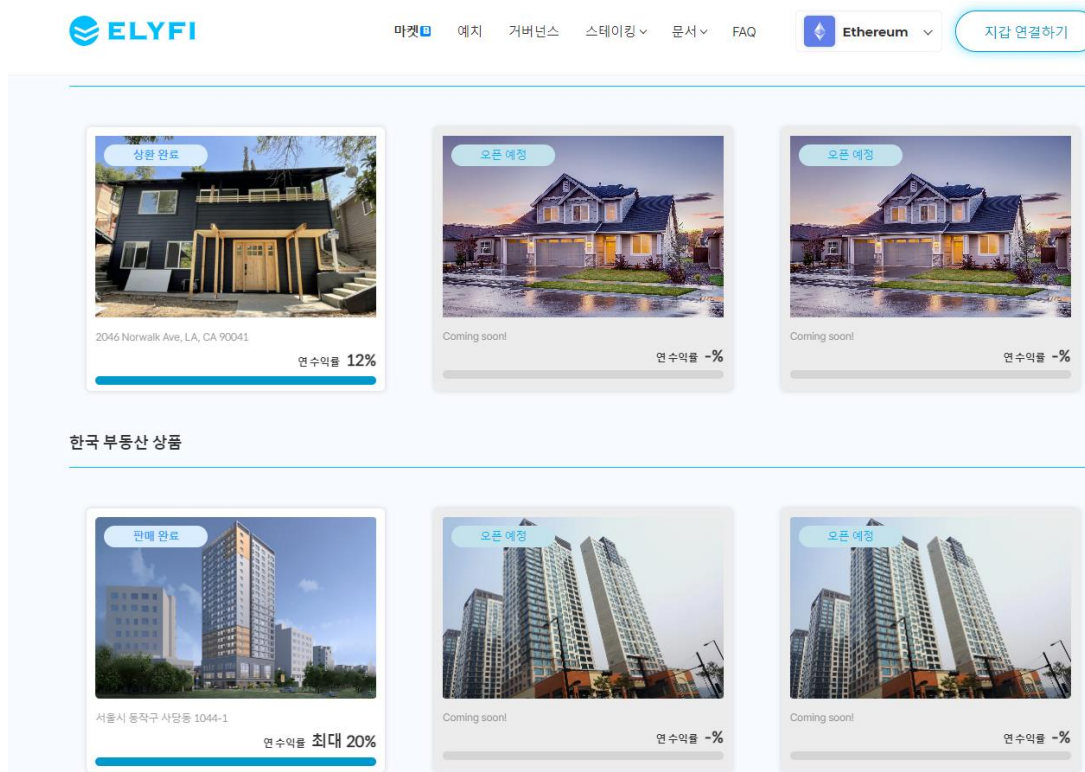 ELYFI 마켓 예치 거버넌스 스테이킹 문서 FAQ Ethereum 지갑 연결하기
상환 완료 오픈 예정 오픈 예정
2046 Norwalk Ave, LA, CA 90041 Coming soon! Coming soon!
연 수익률 12% 연 수익률 -% 연 수익률 -%
한국 부동산 상품
판매 완료 오픈 예정 오픈 예정
서울시 동작구 사당동 1044-1 Coming soon! Coming soon!
연 수익률 최대 20% 연 수익률 -% 연 수익률 -%